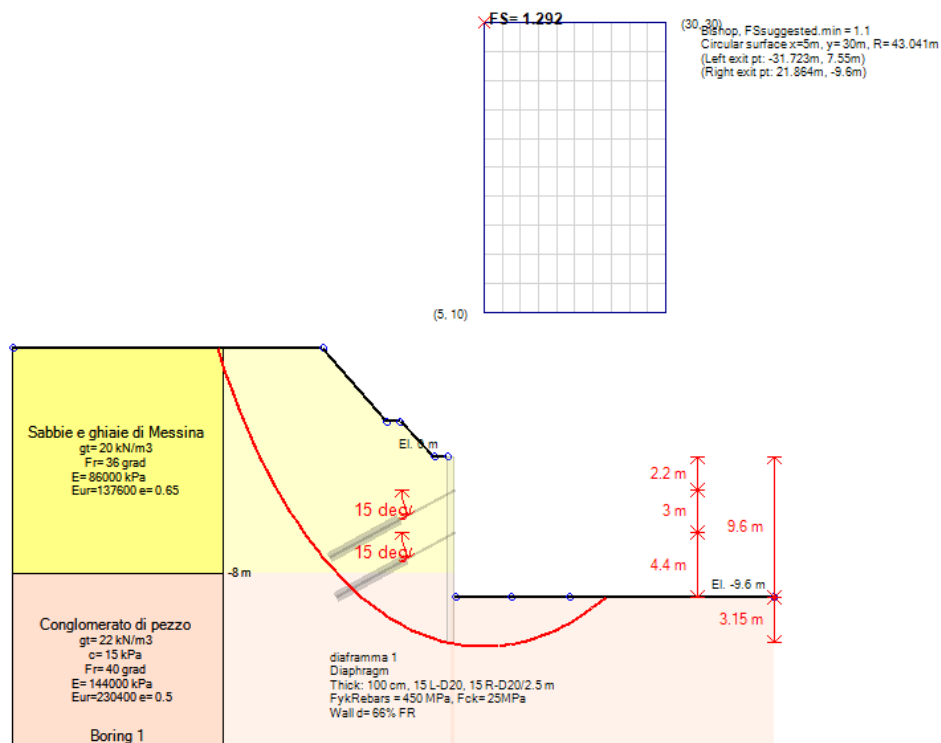 FS= 1.292
(30, 30)
Bishop, FSsuggested.min = 1.1
Circular surface x=5m, y= 30m, R= 43.041m
(Left exit pt: -31.723m, 7.55m)
(Right exit pt: 21.864m, -9.6m)
(5, 10)
Sabbie e ghiaie di Messina
gt= 20 kN/m3
Fr= 36 grad
E= 86000 kPa
Eur=137600 e= 0.65
El. 0 m
15 deg
15 deg
2.2 m
3 m
9.6 m
4.4 m
El. -9.6 m
3.15 m
-8 m
Conglomerato di pezzo
gt= 22 kN/m3
c= 15 kPa
Fr= 40 grad
E= 144000 kPa
Eur=230400 e= 0.5
Boring 1
diaframma 1
Diaphragm
Thick: 100 cm, 15 L-D20, 15 R-D20/2.5 m
FykRebars = 450 MPa, Fck= 25MPa
Wall d= 66% FR